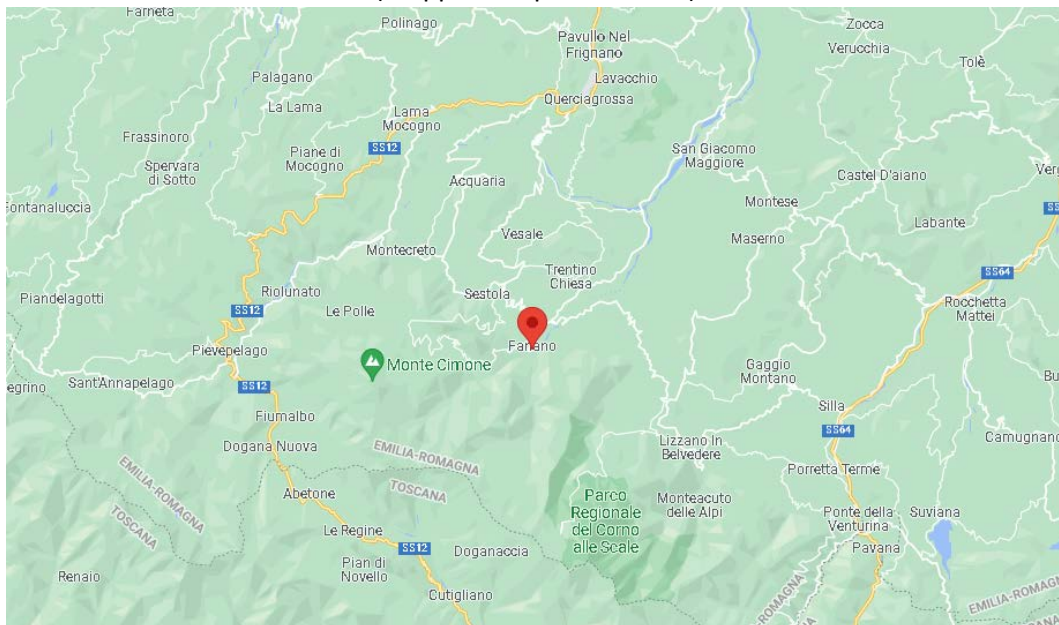 Farneta
Polinago
Zocca
Pavullo Nel
Frignano
Verucchia
Tolè
Palagano
Lavacchio
La Lama
Querciagrossa
Lama
Mocogno
Frassinoro
SS12
Piane di
Mocogno
San Giacomo
Maggiore
Spervara
di Sotto
Acquaria
Castel D'aiano
Ver
Fontanaluccia
Montese
SS
Labante
Vesale
Maserno
Montecreto
Trentino
Chiesa
SS64
Piandelagotti
Riolunato
Sestola
Rocchetta
Mattei
SS12
Le Polle
Fanano
Pievepelago
Monte Cimone
Gaggio
Montano
Bu
egrino
Sant'Annapelago
SS12
Silla
Fiumalbo
SS64
Camugnano
Dogana Nuova
EMILIA-ROMAGNA
Lizzano In
Belvedere
EMILIA-ROMAGNA
Porretta Terme
TOSCANA
Abetone
Parco
Regionale
del Corno
alle Scale
Monteacuto
delle Alpi
TOSCANA
Ponte della
Venturina
Suviana
Le Regine
SS12
Doganaccia
Pavana
Pian di
Novello
Renaio
Cutigliano
EMILIA-ROMAGNA
-ROMAGNA